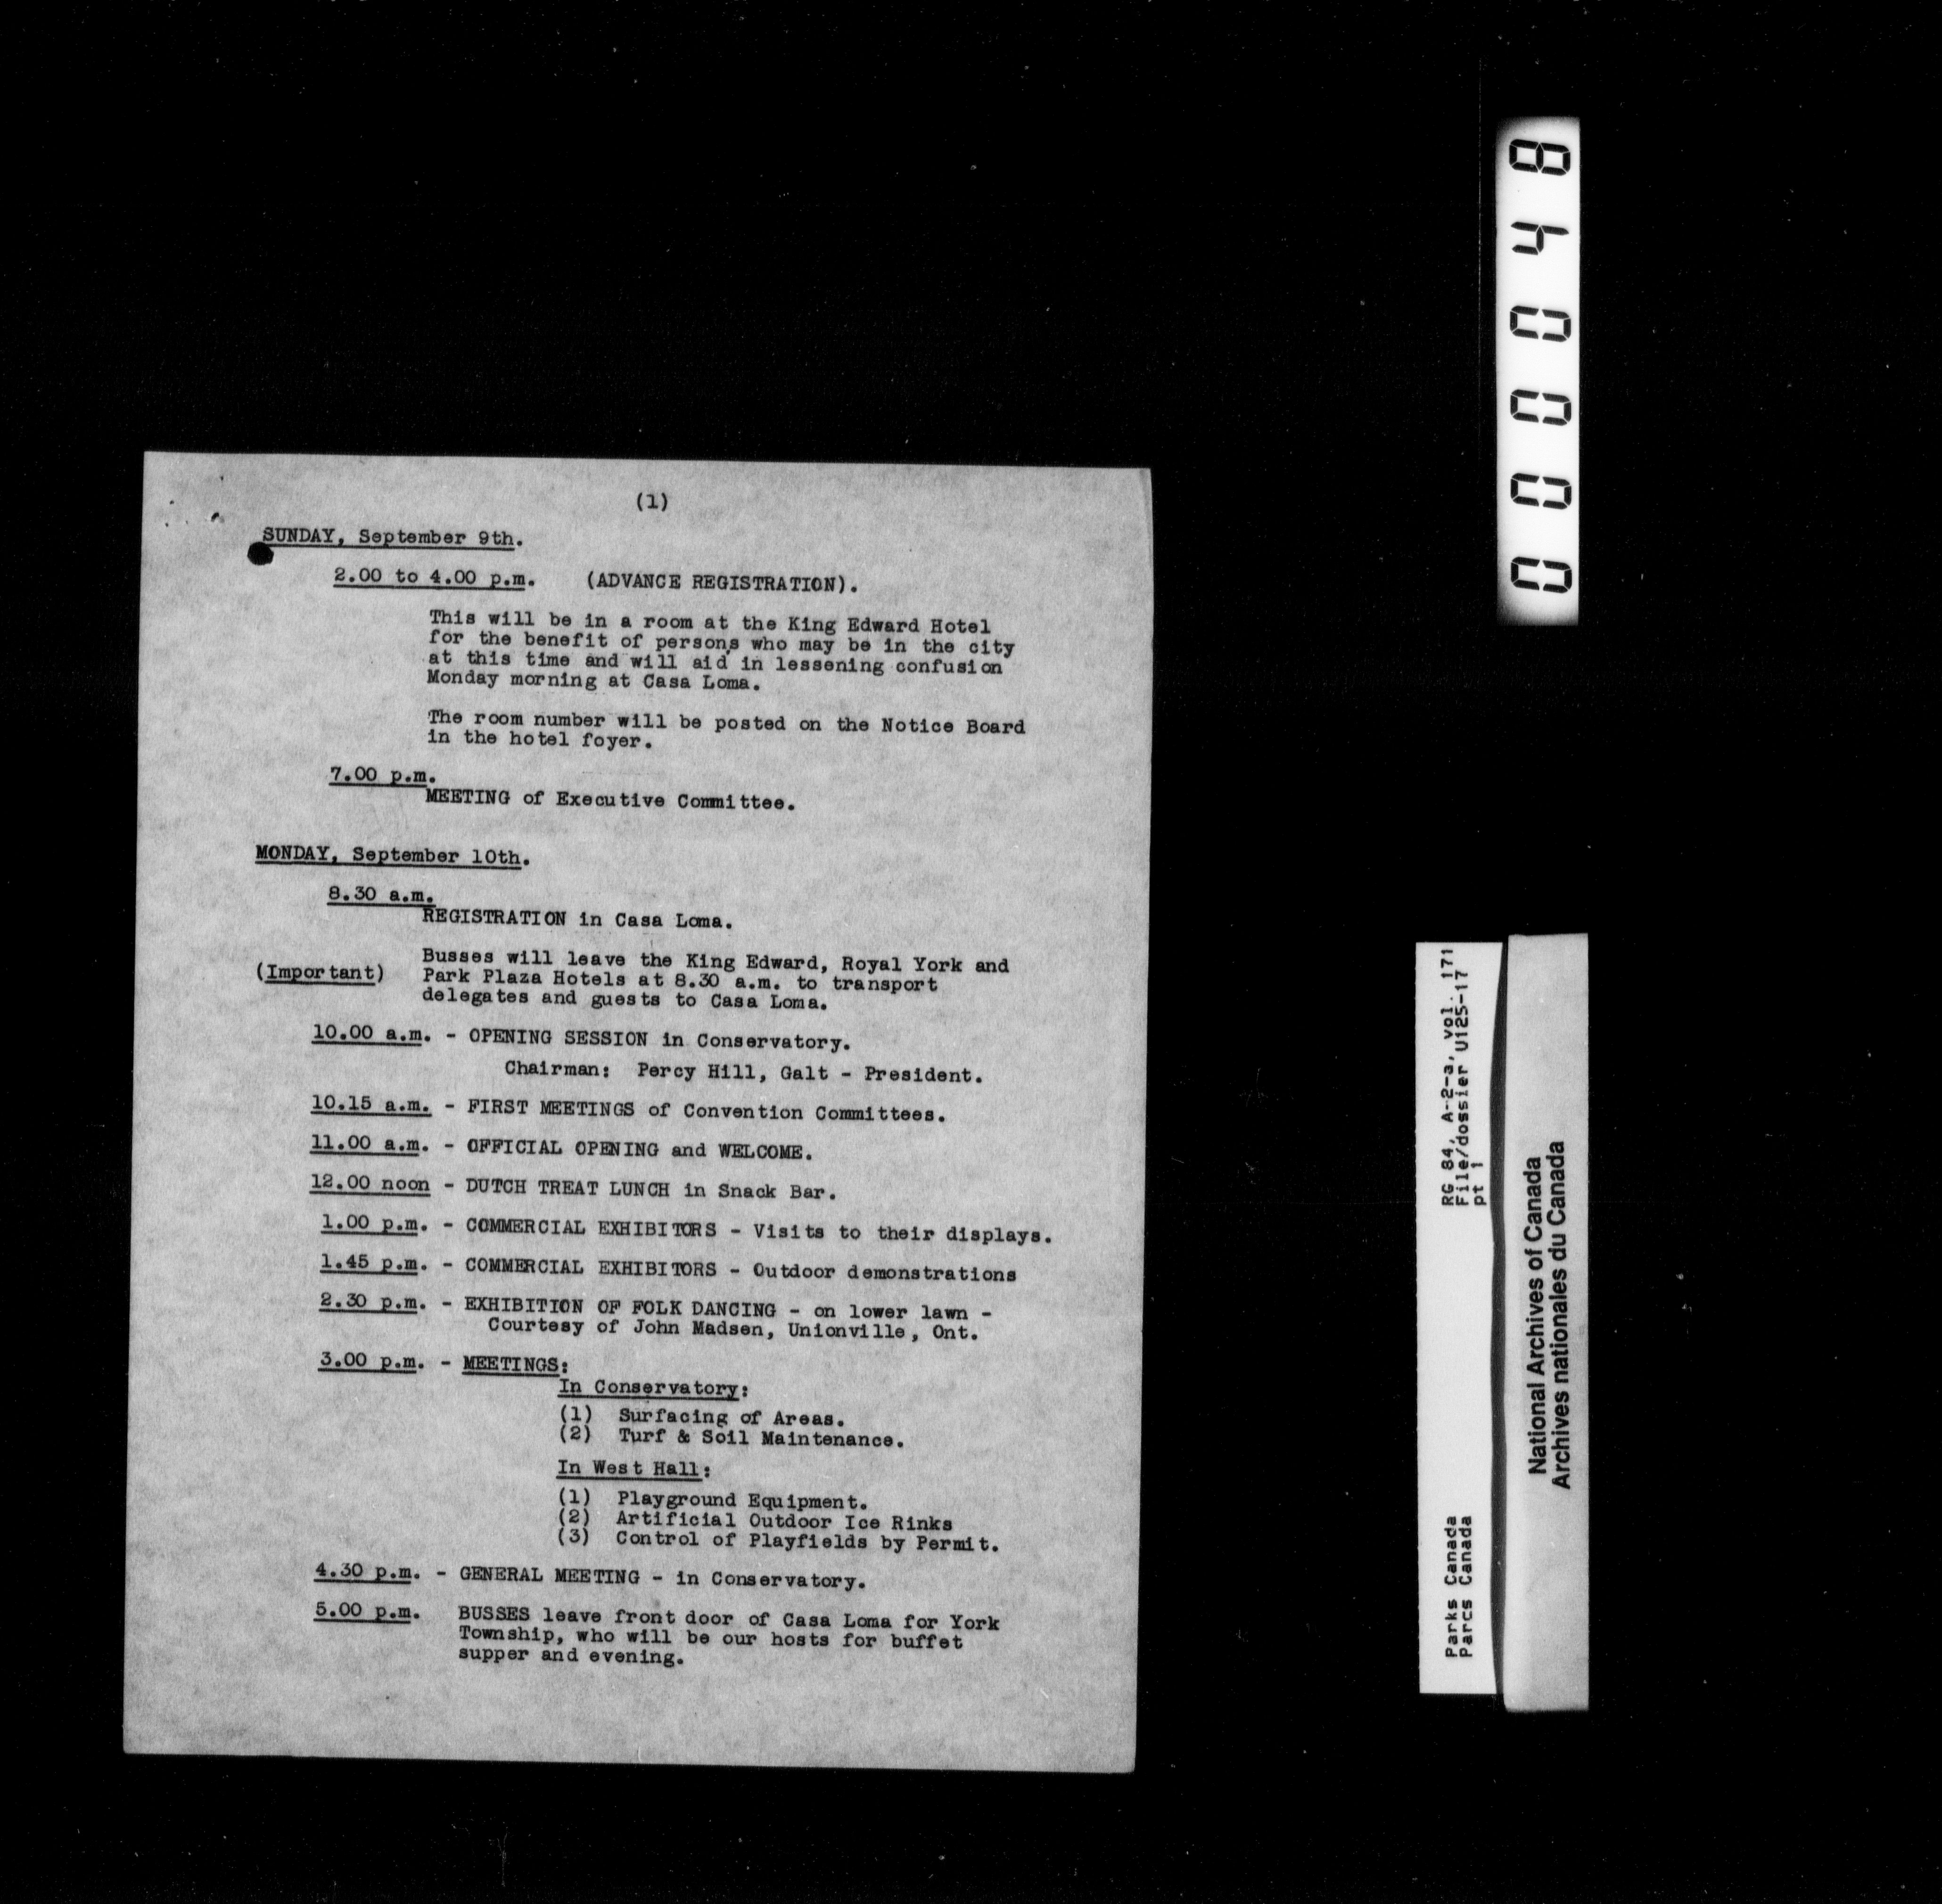 (1)
SUNDAY, September 9th.
2.00 to 4.00 p.m. (ADVANCE REGISTRATION).
This will be in a room at the King Edward Hotel
for the benefit of persons who may be in the city
at this time and will aid in lessening confusion
Monday morning at Casa Loma.
The room number will be posted on the Notice Board
in the hotel foyer.
7.00 p.m.
MEETING of Executive Committee.
MONDAY, September 10th.
8.30 a.m.
REGISTRATION in Casa Loma.
Busses will leave the King Edward, Royal York and
(Important) Park Plaza Hotels at 8.30 a.m. to transport
delegates and guests to Casa Loma.
10.00 a.m. - OPENING SESSION in Conservatory.
Chairman: Percy Hill, Galt - President.
10.15 a.m. - FIRST MEETINGS of Convention Committees.
11.00 a.m. - OFFICIAL OPENING and WELCOME.
12.00 noon - DUTCH TREAT LUNCH in Snack Bar.
1.00 p.m. - COMMERCIAL EXHIBITORS - Visits to their displays.
1.45 p.m. - COMMERCIAL EXHIBITORS - Outdoor demonstrations
2.30 p.m. - EXHIBITION OF FOLK DANCING - on lower lawn -
Courtesy of John Madsen, Unionville, Ont.
3.00 p.m. - MEETINGS:
In Conservatory:
(1) Surfacing of Areas.
(2) Turf & Soil Maintenance.
In West Hall:
(1) Playground Equipment.
(2) Artificial Outdoor Ice Rinks
(3) Control of Playfields by Permit.
4.30 p.m. - GENERAL MEETING - in Conservatory.
5.00 p.m. BUSSES leave front door of Casa Loma for York
Township, who will be our hosts for buffet
supper and evening.
000048
Parks Canada RG 84, A-2-a, vol. 171
Parcs Canada File/dossier U125-17
pt 1
National Archives of Canada
Archives nationales du Canada